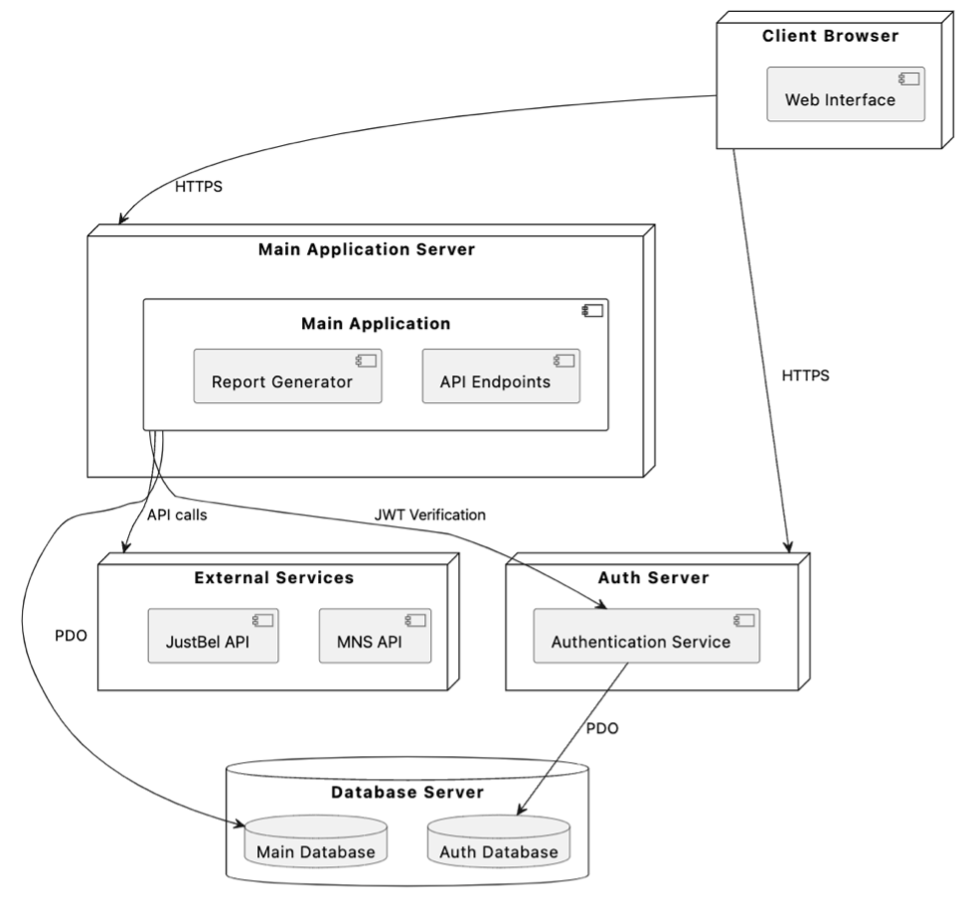 Client Browser
Web Interface
HTTPS
Main Application Server
Main Application
Report Generator
API Endpoints
HTTPS
API calls
JWT Verification
External Services
Auth Server
JustBel API
MNS API
Authentication Service
PDO
PDO
Database Server
Main Database
Auth Database